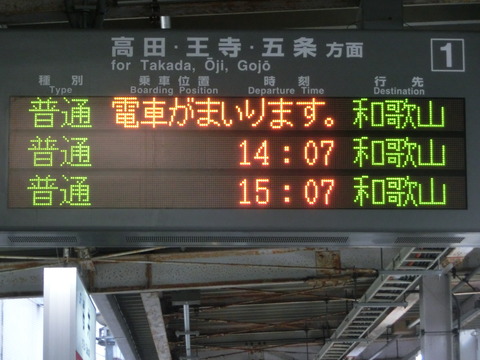 高田・王寺・五条方面
for Takada, Ōji, Gojō
1
種別 乗車位置 時刻 行先
Type Boarding Position Departure Time Destination
普通 電車がまいります。 和歌山
普通 14:07 和歌山
普通 15:07 和歌山